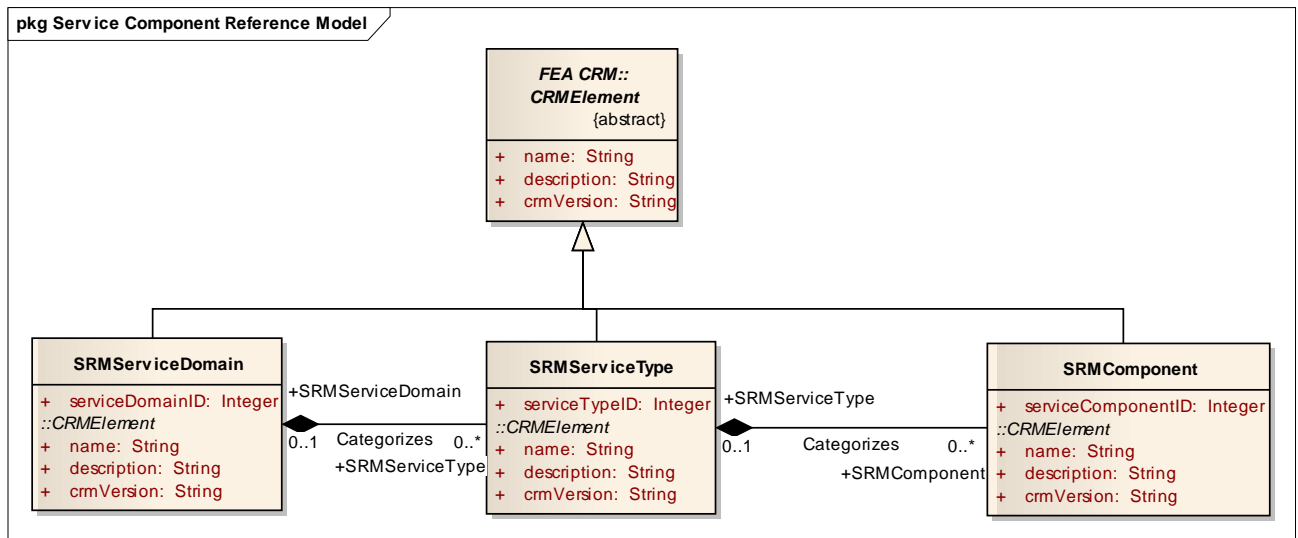 pkg Service Component Reference Model
FEA CRM::
CRMElement
{abstract}
+ name: String
+ description: String
+ crmVersion: String
SRMServiceDomain
+ serviceDomainID: Integer
::CRMElement
+ name: String
+ description: String
+ crmVersion: String
+SRMServiceDomain
0..1 Categorizes 0..*
+SRMServiceType
SRMServiceType
+ serviceTypeID: Integer
::CRMElement
+ name: String
+ description: String
+ crmVersion: String
+SRMServiceType
0..1 Categorizes 0..*
+SRMComponent
SRMComponent
+ serviceComponentID: Integer
::CRMElement
+ name: String
+ description: String
+ crmVersion: String